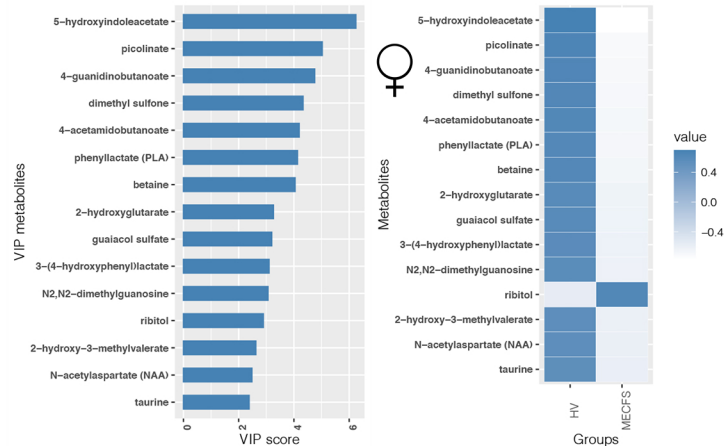 VIP metabolites
5−hydroxyindoleacetate
picolinate
4−guanidinobutanoate
dimethyl sulfone
4−acetamidobutanoate
phenyllactate (PLA)
betaine
2−hydroxyglutarate
guaiacol sulfate
3−(4−hydroxyphenyl)lactate
N2,N2−dimethylguanosine
ribitol
2−hydroxy−3−methylvalerate
N−acetylaspartate (NAA)
taurine
0 2 4 6
VIP score
♀
Metabolites
5−hydroxyindoleacetate
picolinate
4−guanidinobutanoate
dimethyl sulfone
4−acetamidobutanoate
phenyllactate (PLA)
betaine
2−hydroxyglutarate
guaiacol sulfate
3−(4−hydroxyphenyl)lactate
N2,N2−dimethylguanosine
ribitol
2−hydroxy−3−methylvalerate
N−acetylaspartate (NAA)
taurine
HV MECFS
Groups
value
0.4
0.0
−0.4